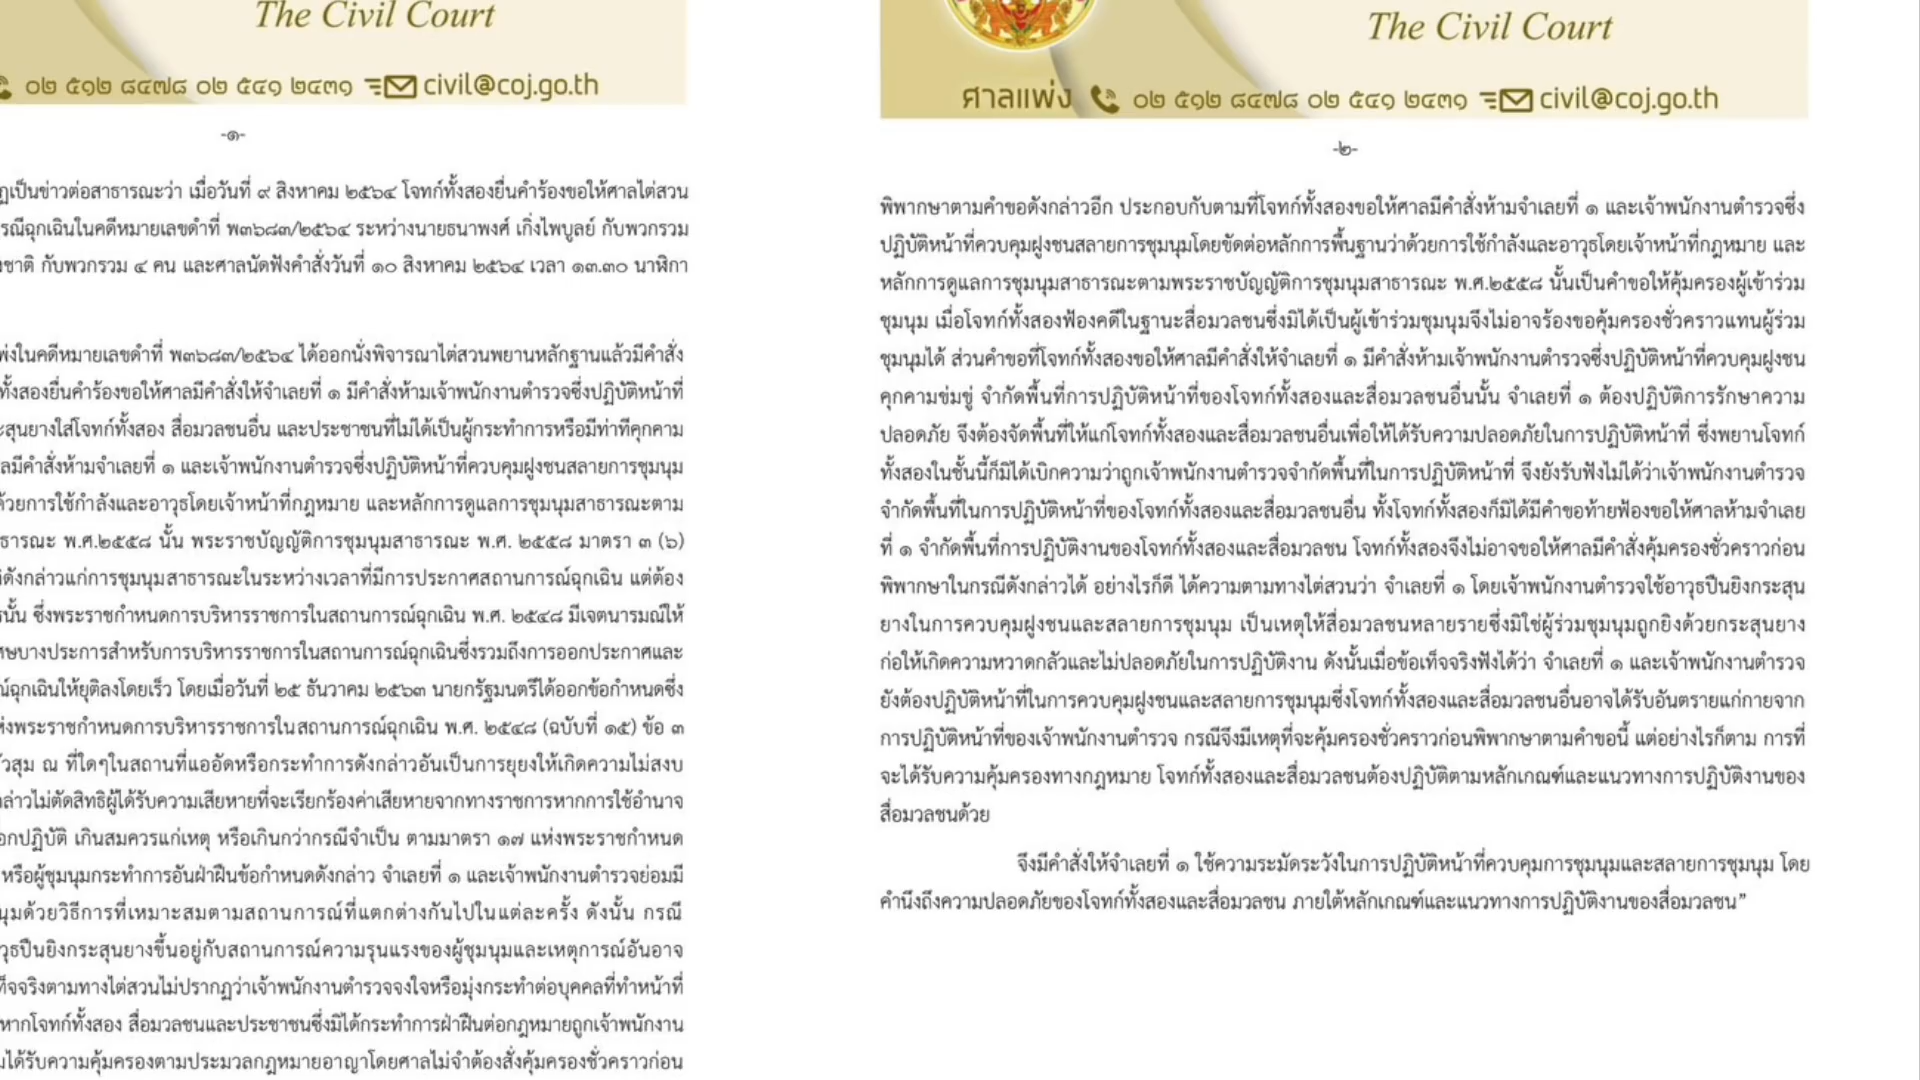 The Civil Court
๐๒ ๕๑๒ ๘๔๗๘ ๐๒ ๕๔๑ ๒๔๓๑ civil@coj.go.th
-๑-
เป็นข่าวต่อสาธารณะว่า เมื่อวันที่ ๙ สิงหาคม ๒๕๖๔ โจทก์ทั้งสองยื่นคำร้องขอให้ศาลไต่สวน
รณีฉุกเฉินในคดีหมายเลขดำที่ พ๓๖๘๓/๒๕๖๔ ระหว่างนายธนาพงศ์ เกิ่งไพบูลย์ กับพวกรวม
ชาติ กับพวกรวม ๔ คน และศาลนัดฟังคำสั่งวันที่ ๑๐ สิงหาคม ๒๕๖๔ เวลา ๑๓.๓๐ นาฬิกา
พ่งในคดีหมายเลขดำที่ พ๓๖๘๓/๒๕๖๔ ได้ออกนั่งพิจารณาไต่สวนพยานหลักฐานแล้วมีคำสั่ง
ทั้งสองยื่นคำร้องขอให้ศาลมีคำสั่งให้จำเลยที่ ๑ มีคำสั่งห้ามเจ้าพนักงานตำรวจซึ่งปฏิบัติหน้าที่
ะสุนยางใส่โจทก์ทั้งสอง สื่อมวลชนอื่น และประชาชนที่ไม่ได้เป็นผู้กระทำการหรือมีท่าทีคุกคาม
ลมีคำสั่งห้ามจำเลยที่ ๑ และเจ้าพนักงานตำรวจซึ่งปฏิบัติหน้าที่ควบคุมฝูงชนสลายการชุมนุม
ด้วยการใช้กำลังและอาวุธโดยเจ้าหน้าที่กฎหมาย และหลักการดูแลการชุมนุมสาธารณะตาม
ธารณะ พ.ศ.๒๕๕๘ นั้น พระราชบัญญัติการชุมนุมสาธารณะ พ.ศ. ๒๕๕๘ มาตรา ๓ (๖)
ดังกล่าวแก่การชุมนุมสาธารณะในระหว่างเวลาที่มีการประกาศสถานการณ์ฉุกเฉิน แต่ต้อง
นั้น ซึ่งพระราชกำหนดการบริหารราชการในสถานการณ์ฉุกเฉิน พ.ศ. ๒๕๔๘ มีเจตนารมณ์ให้
ศษบางประการสำหรับการบริหารราชการในสถานการณ์ฉุกเฉินซึ่งรวมถึงการออกประกาศและ
ณ์ฉุกเฉินให้ยุติลงโดยเร็ว โดยเมื่อวันที่ ๒๕ ธันวาคม ๒๕๖๓ นายกรัฐมนตรีได้ออกข้อกำหนดซึ่ง
ห่งพระราชกำหนดการบริหารราชการในสถานการณ์ฉุกเฉิน พ.ศ. ๒๕๔๘ (ฉบับที่ ๑๕) ข้อ ๓
ั่วสุม ณ ที่ใดๆในสถานที่แออัดหรือกระทำการดังกล่าวอันเป็นการยุยงให้เกิดความไม่สงบ
กล่าวไม่ตัดสิทธิผู้ได้รับความเสียหายที่จะเรียกร้องค่าเสียหายจากทางราชการหากการใช้อำนาจ
อกปฏิบัติ เกินสมควรแก่เหตุ หรือเกินกว่ากรณีจำเป็น ตามมาตรา ๑๗ แห่งพระราชกำหนด
หรือผู้ชุมนุมกระทำการอันฝ่าฝืนข้อกำหนดดังกล่าว จำเลยที่ ๑ และเจ้าพนักงานตำรวจย่อมมี
นุมด้วยวิธีการที่เหมาะสมตามสถานการณ์ที่แตกต่างกันไปในแต่ละครั้ง ดังนั้น กรณี
วุธปืนยิงกระสุนยางขึ้นอยู่กับสถานการณ์ความรุนแรงของผู้ชุมนุมและเหตุการณ์อันอาจ
ท็จจริงตามทางไต่สวนไม่ปรากฏว่าเจ้าพนักงานตำรวจจงใจหรือมุ่งกระทำต่อบุคคลที่ทำหน้าที่
หากโจทก์ทั้งสอง สื่อมวลชนและประชาชนซึ่งมิได้กระทำการฝ่าฝืนต่อกฎหมายถูกเจ้าพนักงาน
มได้รับความคุ้มครองตามประมวลกฎหมายอาญาโดยศาลไม่จำต้องสั่งคุ้มครองชั่วคราวก่อน
The Civil Court
ศาลแพ่ง ๐๒ ๕๑๒ ๘๔๗๘ ๐๒ ๕๔๑ ๒๔๓๑ civil@coj.go.th
-๒-
พิพากษาตามคำขอดังกล่าวอีก ประกอบกับตามที่โจทก์ทั้งสองขอให้ศาลมีคำสั่งห้ามจำเลยที่ ๑ และเจ้าพนักงานตำรวจซึ่ง
ปฏิบัติหน้าที่ควบคุมฝูงชนสลายการชุมนุมโดยขัดต่อหลักการพื้นฐานว่าด้วยการใช้กำลังและอาวุธโดยเจ้าหน้าที่กฎหมาย และ
หลักการดูแลการชุมนุมสาธารณะตามพระราชบัญญัติการชุมนุมสาธารณะ พ.ศ.๒๕๕๘ นั้นเป็นคำขอให้คุ้มครองผู้เข้าร่วม
ชุมนุม เมื่อโจทก์ทั้งสองฟ้องคดีในฐานะสื่อมวลชนซึ่งมิได้เป็นผู้เข้าร่วมชุมนุมจึงไม่อาจร้องขอคุ้มครองชั่วคราวแทนผู้ร่วม
ชุมนุมได้ ส่วนคำขอที่โจทก์ทั้งสองขอให้ศาลมีคำสั่งให้จำเลยที่ ๑ มีคำสั่งห้ามเจ้าพนักงานตำรวจซึ่งปฏิบัติหน้าที่ควบคุมฝูงชน
คุกคามข่มขู่ จำกัดพื้นที่การปฏิบัติหน้าที่ของโจทก์ทั้งสองและสื่อมวลชนอื่นนั้น จำเลยที่ ๑ ต้องปฏิบัติการรักษาความ
ปลอดภัย จึงต้องจัดพื้นที่ให้แก่โจทก์ทั้งสองและสื่อมวลชนอื่นเพื่อให้ได้รับความปลอดภัยในการปฏิบัติหน้าที่ ซึ่งพยานโจทก์
ทั้งสองในชั้นนี้ก็มิได้เบิกความว่าถูกเจ้าพนักงานตำรวจจำกัดพื้นที่ในการปฏิบัติหน้าที่ จึงยังรับฟังไม่ได้ว่าเจ้าพนักงานตำรวจ
จำกัดพื้นที่ในการปฏิบัติหน้าที่ของโจทก์ทั้งสองและสื่อมวลชนอื่น ทั้งโจทก์ทั้งสองก็มิได้มีคำขอท้ายฟ้องขอให้ศาลห้ามจำเลย
ที่ ๑ จำกัดพื้นที่การปฏิบัติงานของโจทก์ทั้งสองและสื่อมวลชน โจทก์ทั้งสองจึงไม่อาจขอให้ศาลมีคำสั่งคุ้มครองชั่วคราวก่อน
พิพากษาในกรณีดังกล่าวได้ อย่างไรก็ดี ได้ความตามทางไต่สวนว่า จำเลยที่ ๑ โดยเจ้าพนักงานตำรวจใช้อาวุธปืนยิงกระสุน
ยางในการควบคุมฝูงชนและสลายการชุมนุม เป็นเหตุให้สื่อมวลชนหลายรายซึ่งมิใช่ผู้ร่วมชุมนุมถูกยิงด้วยกระสุนยาง
ก่อให้เกิดความหวาดกลัวและไม่ปลอดภัยในการปฏิบัติงาน ดังนั้นเมื่อข้อเท็จจริงฟังได้ว่า จำเลยที่ ๑ และเจ้าพนักงานตำรวจ
ยังต้องปฏิบัติหน้าที่ในการควบคุมฝูงชนและสลายการชุมนุมซึ่งโจทก์ทั้งสองและสื่อมวลชนอื่นอาจได้รับอันตรายแก่กายจาก
การปฏิบัติหน้าที่ของเจ้าพนักงานตำรวจ กรณีจึงมีเหตุที่จะคุ้มครองชั่วคราวก่อนพิพากษาตามคำขอนี้ แต่อย่างไรก็ตาม การที่
จะได้รับความคุ้มครองทางกฎหมาย โจทก์ทั้งสองและสื่อมวลชนต้องปฏิบัติตามหลักเกณฑ์และแนวทางการปฏิบัติงานของ
สื่อมวลชนด้วย
จึงมีคำสั่งให้จำเลยที่ ๑ ใช้ความระมัดระวังในการปฏิบัติหน้าที่ควบคุมการชุมนุมและสลายการชุมนุม โดย
คำนึงถึงความปลอดภัยของโจทก์ทั้งสองและสื่อมวลชน ภายใต้หลักเกณฑ์และแนวทางการปฏิบัติงานของสื่อมวลชน”